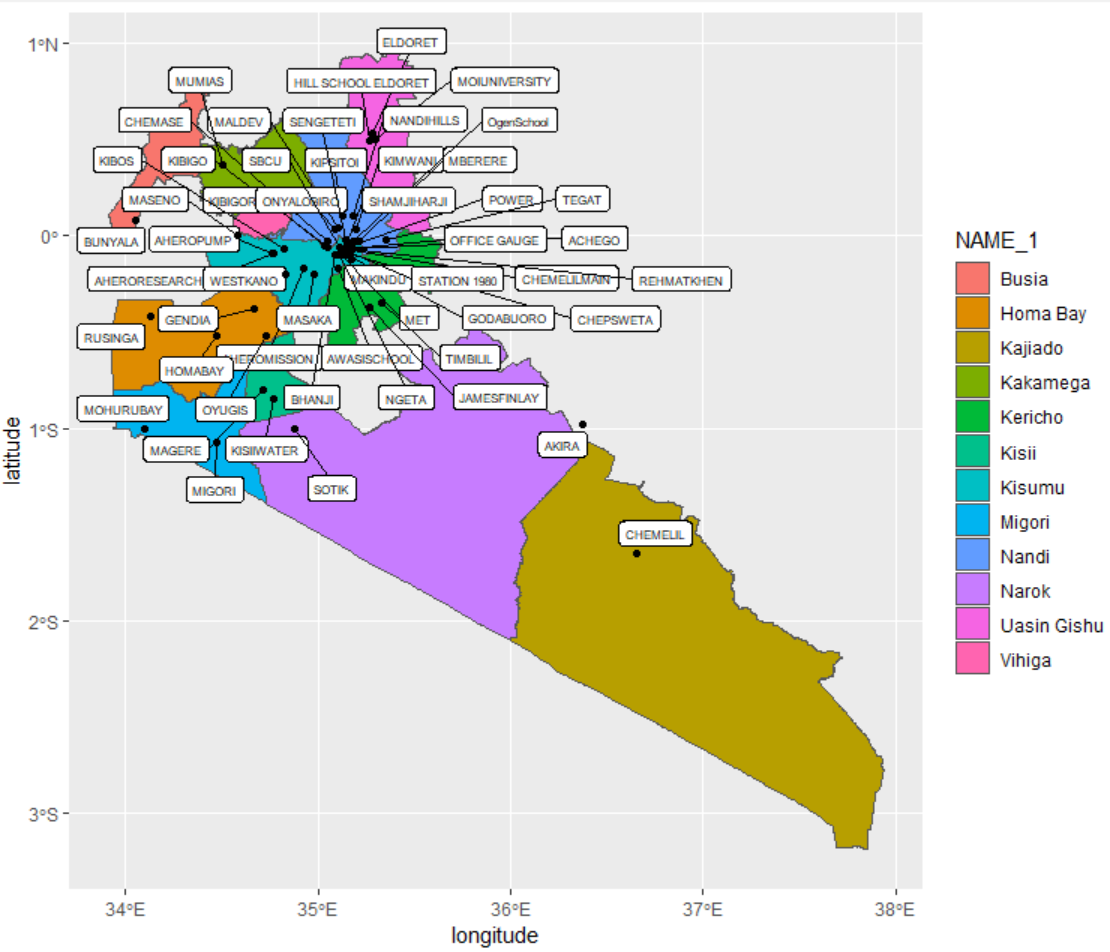 1°N
ELDORET
MUMIAS
HILL SCHOOL ELDORET
MOIUNIVERSITY
CHEMASE
MALDEV
SENGETETI
NANDIHILLS
OgenSchool
KIBOS
KIBIGO
SBCU
KIPSITOI
KIMWANI
MBERERE
MASENO
KIBIGOR
ONYALOBIRO
SHAMJIHARJI
POWER
TEGAT
0°
BUNYALA
AHEROPUMP
OFFICE GAUGE
ACHEGO
AHERORESEARCH
WESTKANO
MAKINDU
STATION 1980
CHEMELILMAIN
REHMATKHEN
RUSINGA
GENDIA
MASAKA
MET
GODABUORO
CHEPSWETA
HOMABAY
HEROMISSION
AWASISCHOOL
TIMBILIL
MOHURUBAY
OYUGIS
BHANJI
NGETA
JAMESFINLAY
1°S
MAGERE
KISIIWATER
AKIRA
MIGORI
SOTIK
CHEMELIL
2°S
3°S
34°E
35°E
36°E
37°E
38°E
longitude
latitude
NAME_1
Busia
Homa Bay
Kajiado
Kakamega
Kericho
Kisii
Kisumu
Migori
Nandi
Narok
Uasin Gishu
Vihiga